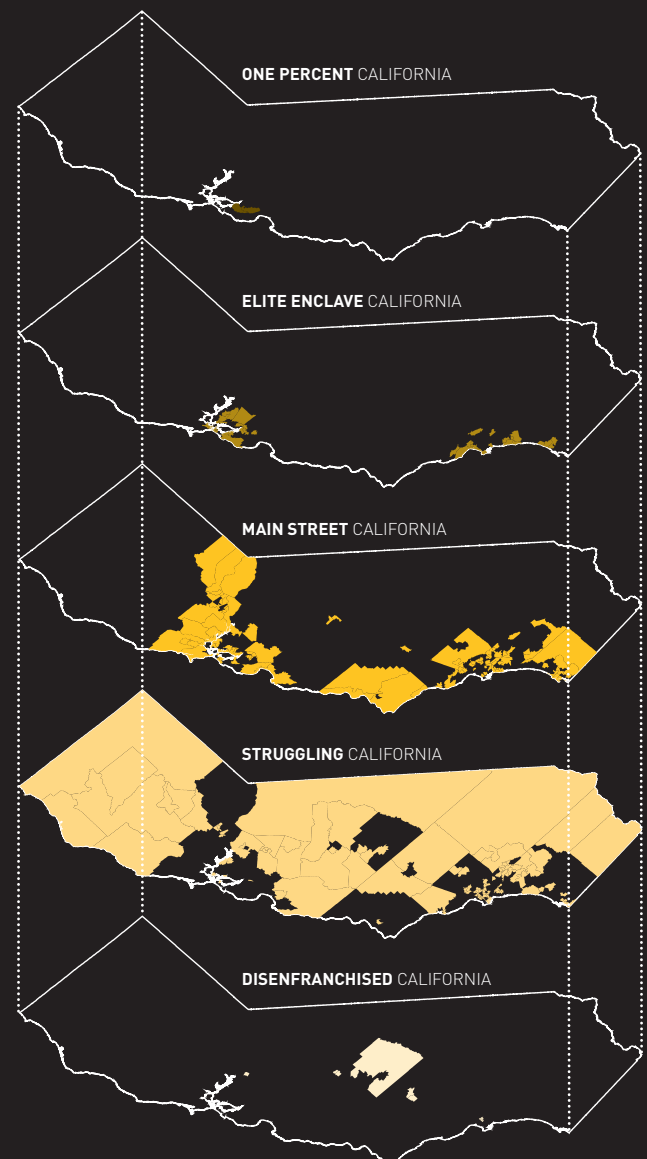 ONE PERCENT CALIFORNIA
ELITE ENCLAVE CALIFORNIA
MAIN STREET CALIFORNIA
STRUGGLING CALIFORNIA
DISENFRANCHISED CALIFORNIA